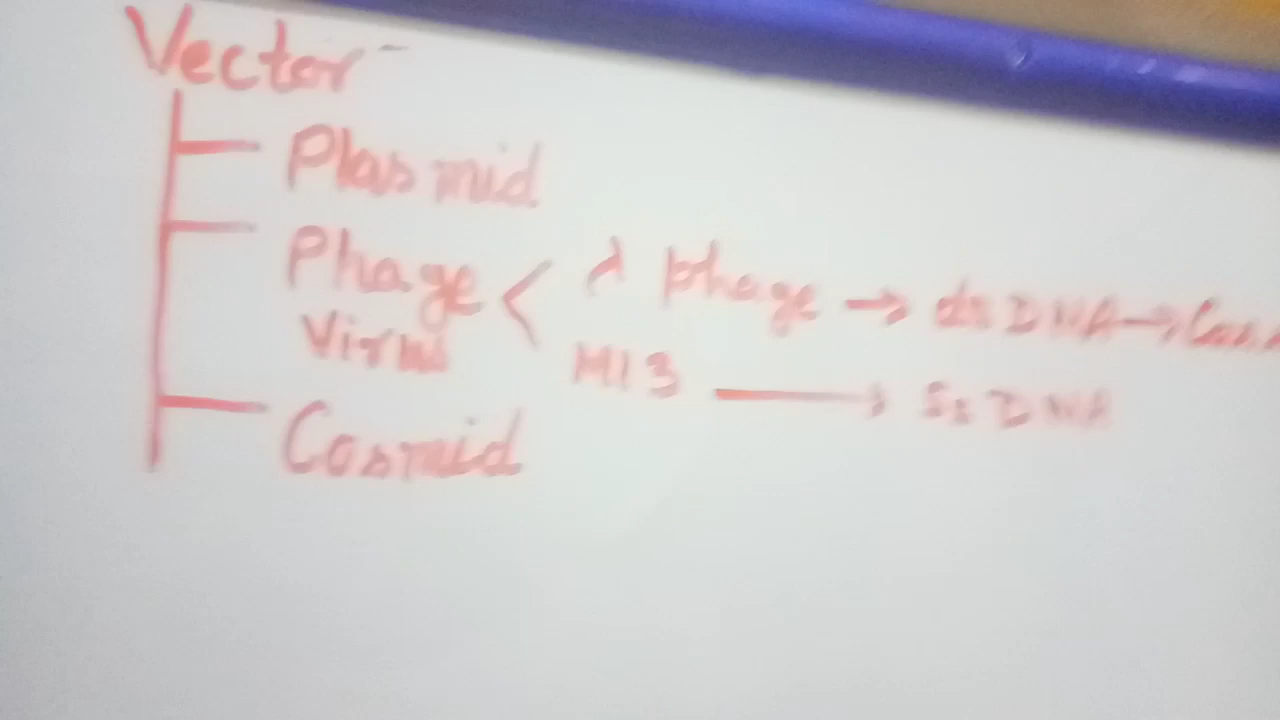 Vector -
Plasmid
Phage < λ phage → ds DNA →
Virus M13 → Ss DNA
Cosmid